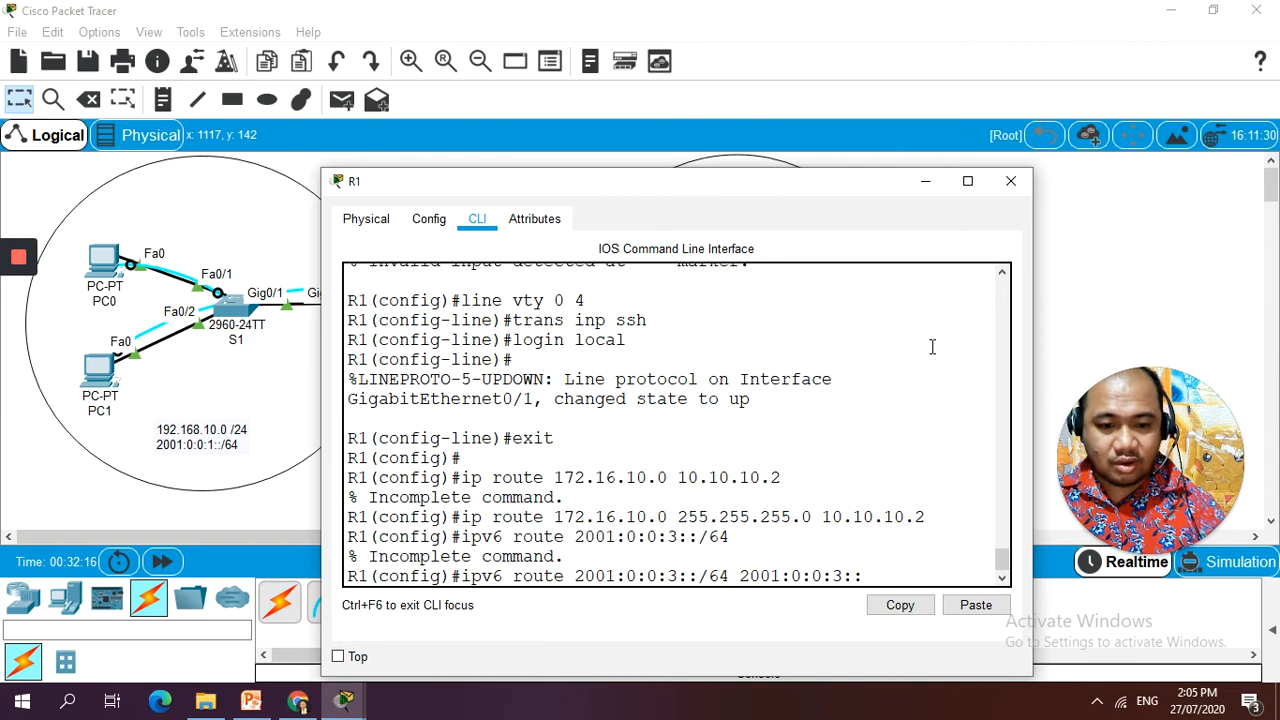 Cisco Packet Tracer
File Edit Options View Tools Extensions Help
?
Logical Physical x: 1117, y: 142 [Root] 16:11:30
R1
Physical Config CLI Attributes
IOS Command Line Interface
R1(config)#line vty 0 4
R1(config-line)#trans inp ssh
R1(config-line)#login local
R1(config-line)#
%LINEPROTO-5-UPDOWN: Line protocol on Interface
GigabitEthernet0/1, changed state to up
R1(config-line)#exit
R1(config)#
R1(config)#ip route 172.16.10.0 10.10.10.2
% Incomplete command.
R1(config)#ip route 172.16.10.0 255.255.255.0 10.10.10.2
R1(config)#ipv6 route 2001:0:0:3::/64
% Incomplete command.
R1(config)#ipv6 route 2001:0:0:3::/64 2001:0:0:3::
Ctrl+F6 to exit CLI focus
Copy Paste
Top
Fa0
PC-PT
PC0
Fa0/1
Gig0/1
Fa0/2
2960-24TT
S1
Fa0
PC-PT
PC1
192.168.10.0 /24
2001:0:0:1::/64
Time: 00:32:16
Realtime Simulation
Activate Windows
Go to Settings to activate Windows.
ENG
2:05 PM
27/07/2020
3